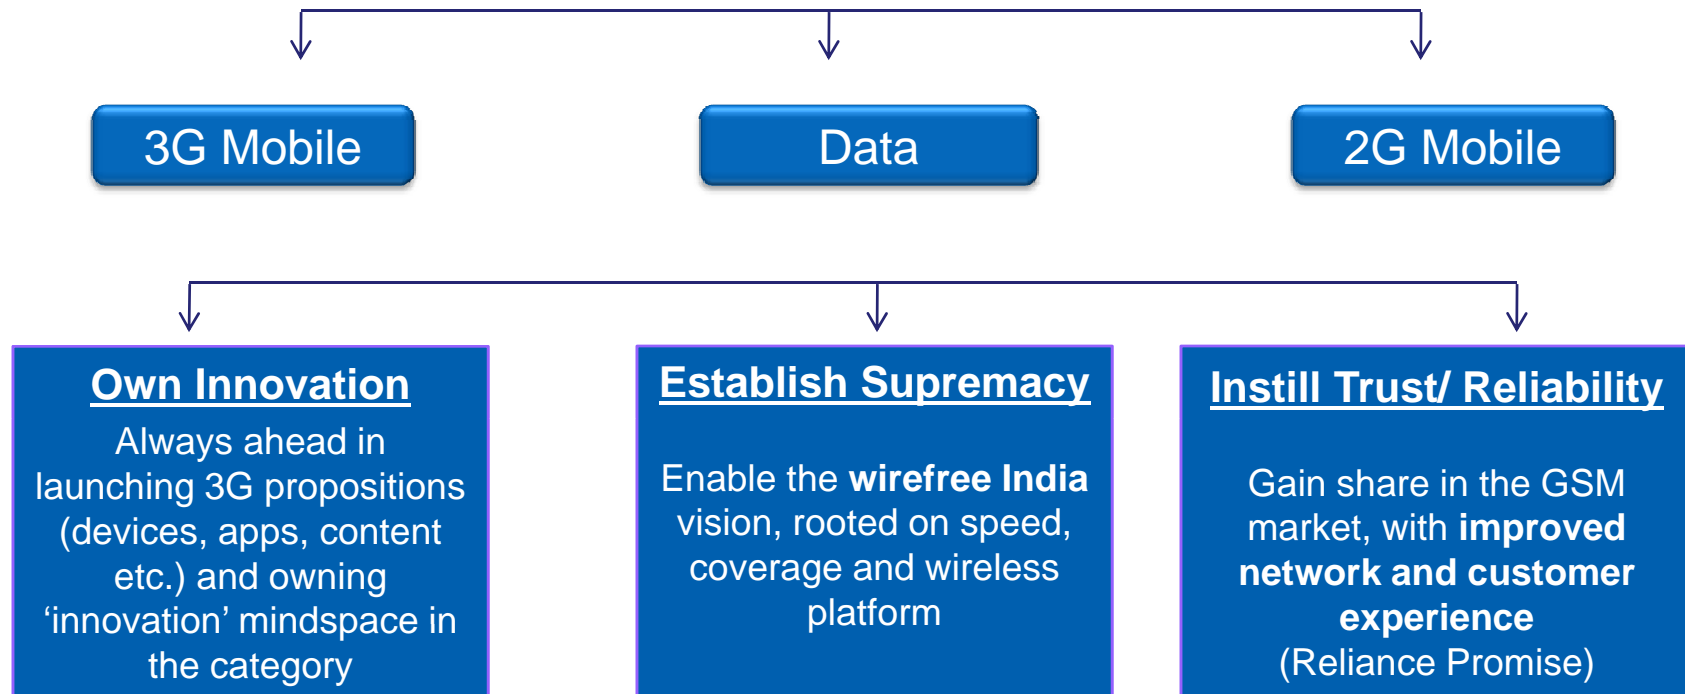 3G Mobile
Data
2G Mobile
Own Innovation
Always ahead in
launching 3G propositions
(devices, apps, content
etc.) and owning
‘innovation’ mindspace in
the category
Establish Supremacy
Enable the wirefree India
vision, rooted on speed,
coverage and wireless
platform
Instill Trust/ Reliability
Gain share in the GSM
market, with improved
network and customer
experience
(Reliance Promise)